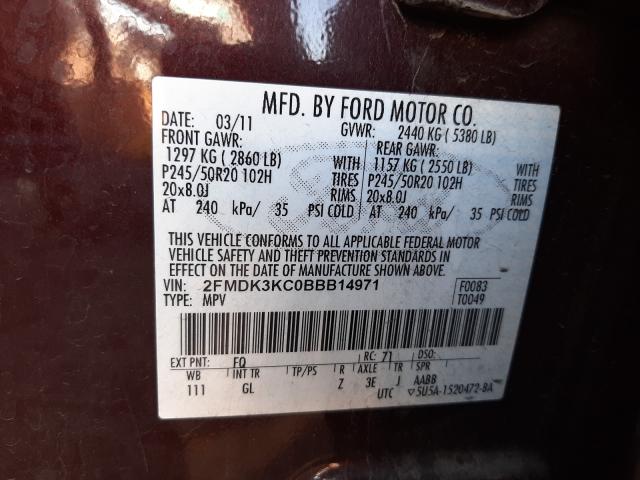 MFD. BY FORD MOTOR CO.
DATE: 03/11 GVWR: 2440 KG ( 5380 LB)
FRONT GAWR: REAR GAWR:
1297 KG ( 2860 LB) WITH 1157 KG ( 2550 LB) WITH
P245/50R20 102H TIRES P245/50R20 102H TIRES
20x8.0J RIMS 20x8.0J RIMS
AT 240 kPa/ 35 PSI COLD AT 240 kPa/ 35 PSI COLD
THIS VEHICLE CONFORMS TO ALL APPLICABLE FEDERAL MOTOR
VEHICLE SAFETY AND THEFT PREVENTION STANDARDS IN
EFFECT ON THE DATE OF MANUFACTURE SHOWN ABOVE.
VIN: 2FMDK3KC0BBB14971 F0083
TYPE: MPV T0049
EXT PNT: FQ RC: 71 DSO:
WB INT TR TP/PS R AXLE TR SPR
111 GL Z 3E J AABB
UTC ▽5U5A-1520472-BA